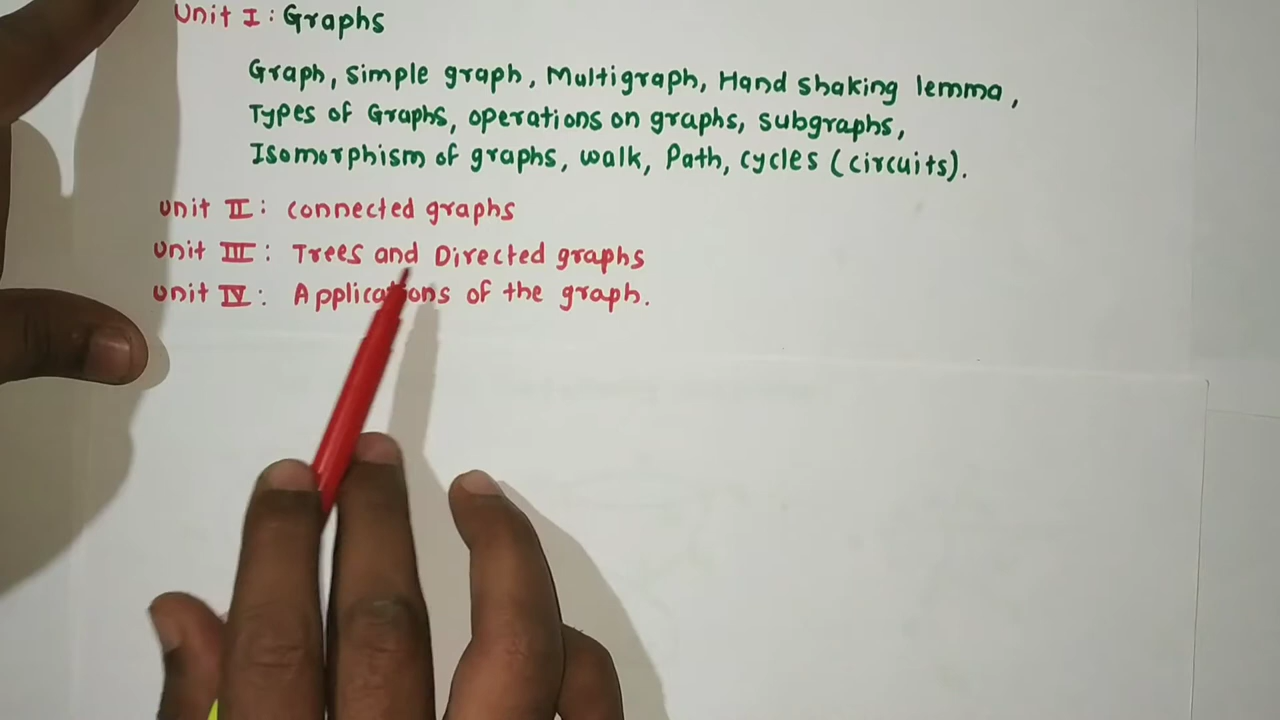 Unit I: Graphs
Graph, Simple graph, Multigraph, Hand shaking lemma,
Types of Graphs, operations on graphs, subgraphs,
Isomorphism of graphs, walk, Path, cycles (circuits).
Unit II: connected graphs
Unit III: Trees and Directed graphs
Unit IV: Applications of the graph.